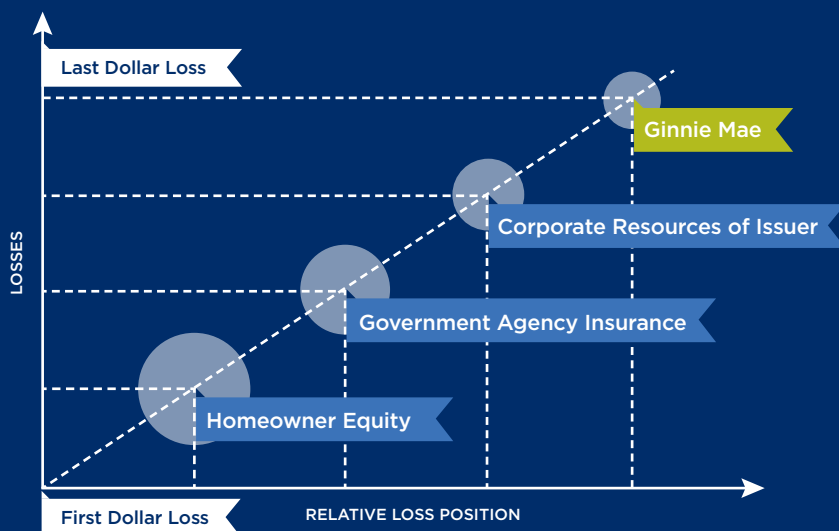 Last Dollar Loss
Ginnie Mae
Corporate Resources of Issuer
LOSSES
Government Agency Insurance
Homeowner Equity
First Dollar Loss
RELATIVE LOSS POSITION